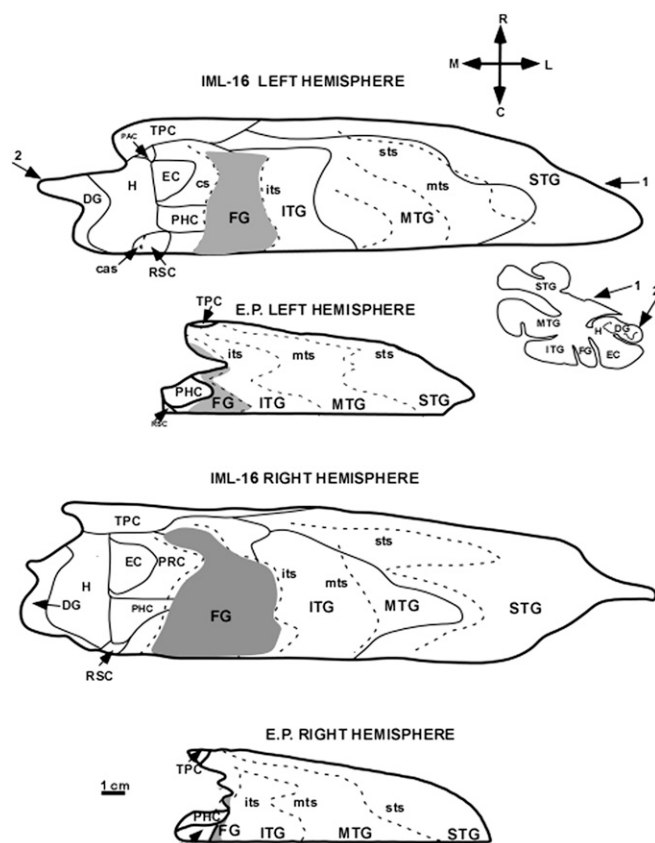 R
M L
C
IML-16 LEFT HEMISPHERE
TPC
PAC
2
sts
STG
1
H
EC
cs
its
mts
DG
PHC
FG
ITG
MTG
cas
RSC
STG
1
2
MTG
H
DG
ITG
FG
EC
E.P. LEFT HEMISPHERE
TPC
its
mts
sts
PHC
RSC
FG
ITG
MTG
STG
IML-16 RIGHT HEMISPHERE
TPC
sts
EC
PRC
its
H
mts
DG
PHC
FG
ITG
MTG
STG
RSC
E.P. RIGHT HEMISPHERE
TPC
1 cm
its
mts
sts
PHC
FG
ITG
MTG
STG